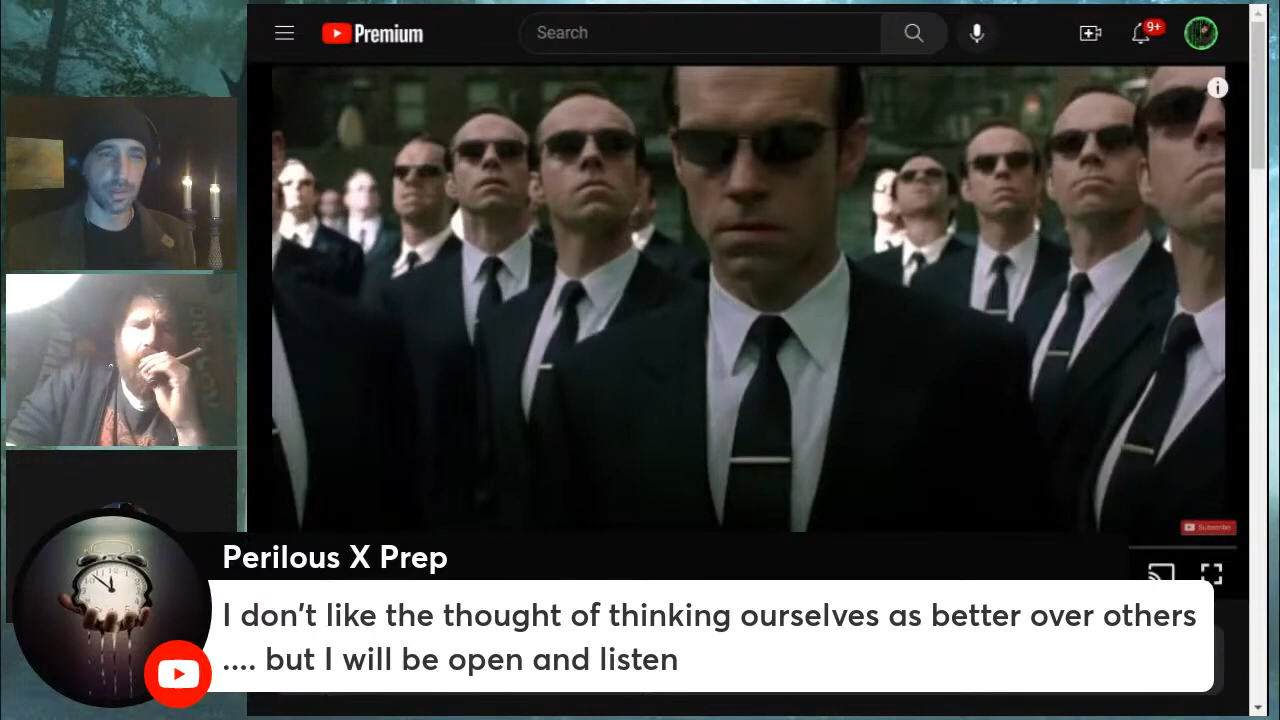 Premium
Search
9+
Subscribe
Perilous X Prep
I don't like the thought of thinking ourselves as better over others
.... but I will be open and listen